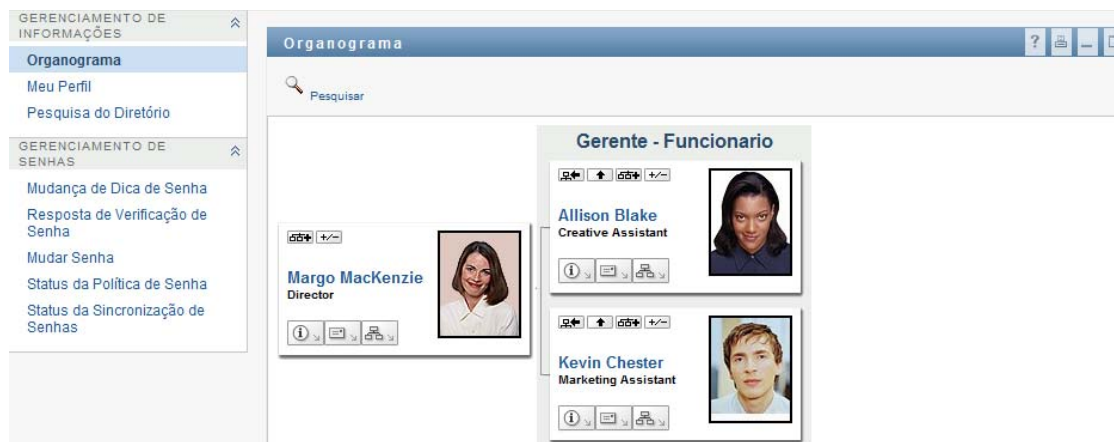 GERENCIAMENTO DE
INFORMAÇÕES
Organograma
Meu Perfil
Pesquisa do Diretório
GERENCIAMENTO DE
SENHAS
Mudança de Dica de Senha
Resposta de Verificação de
Senha
Mudar Senha
Status da Política de Senha
Status da Sincronização de
Senhas
Organograma
?
Pesquisar
Gerente - Funcionario
+/-
Margo MacKenzie
Director
+/-
Allison Blake
Creative Assistant
+/-
Kevin Chester
Marketing Assistant